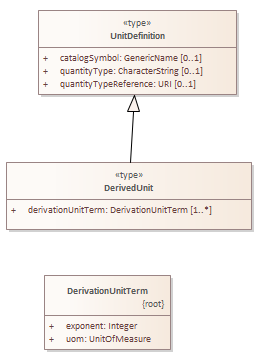 «type»
UnitDefinition
+ catalogSymbol: GenericName [0..1]
+ quantityType: CharacterString [0..1]
+ quantityTypeReference: URI [0..1]
«type»
DerivedUnit
+ derivationUnitTerm: DerivationUnitTerm [1..*]
DerivationUnitTerm
{root}
+ exponent: Integer
+ uom: UnitOfMeasure